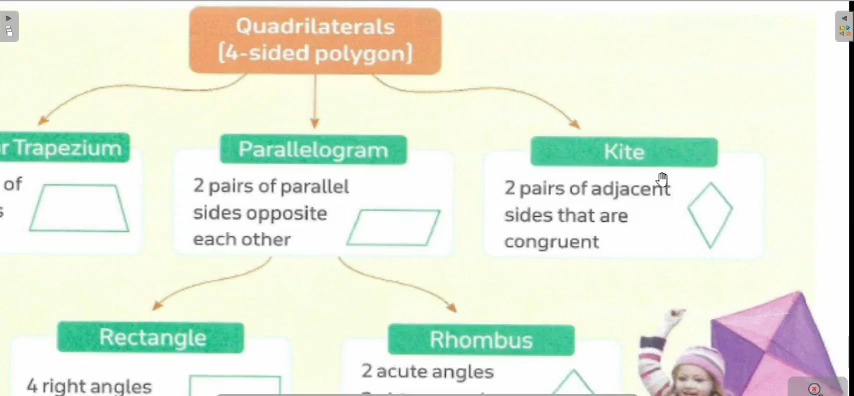 Quadrilaterals
[4-sided polygon]
r Trapezium
of
s
Parallelogram
2 pairs of parallel
sides opposite
each other
Kite
2 pairs of adjacent
sides that are
congruent
Rectangle
4 right angles
Rhombus
2 acute angles